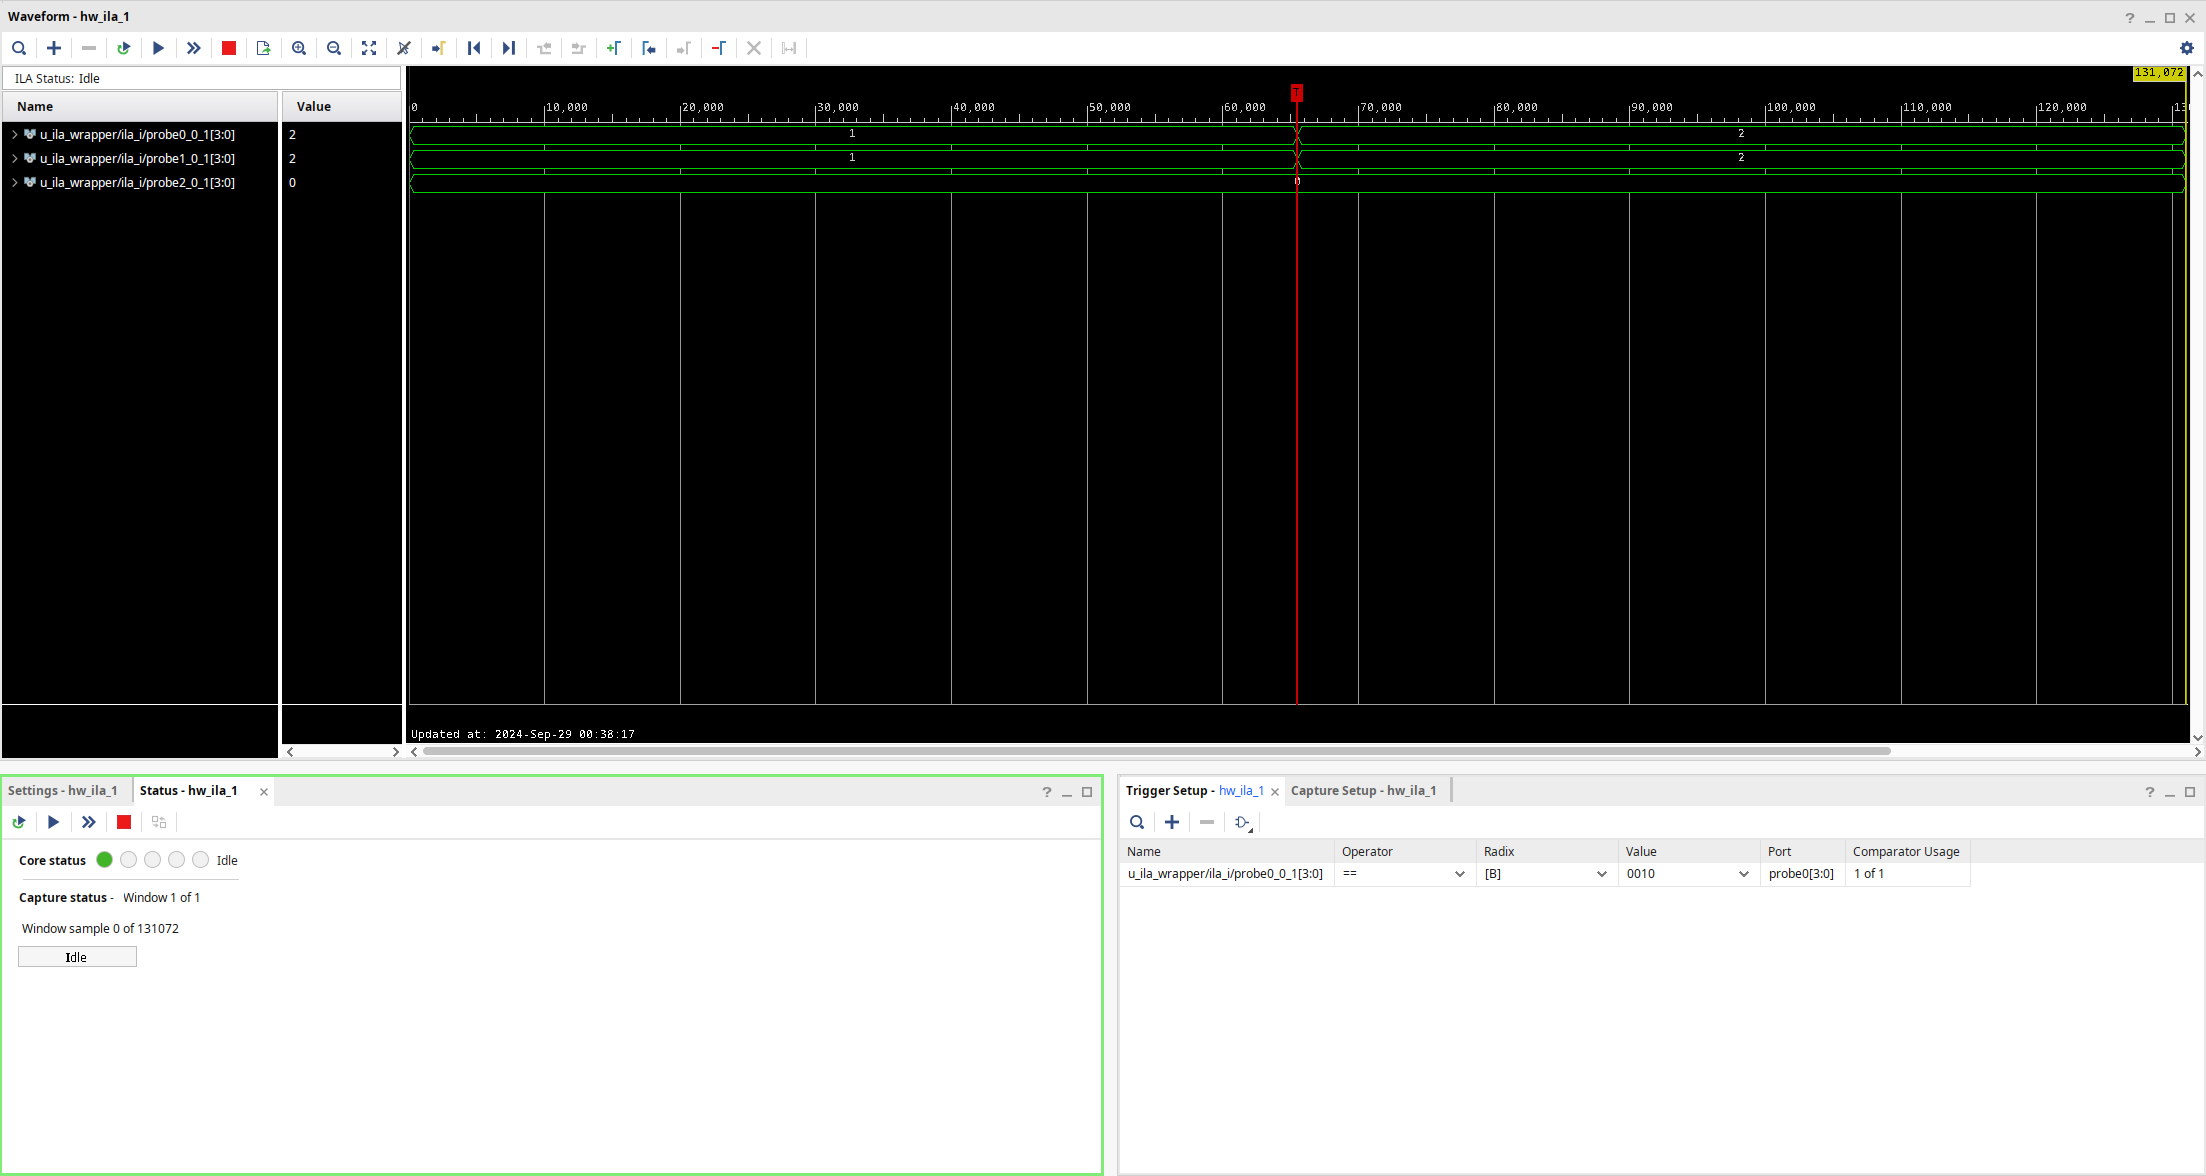 Waveform - hw_ila_1
ILA Status: Idle
Name Value
u_ila_wrapper/ila_i/probe0_0_1[3:0] 2
u_ila_wrapper/ila_i/probe1_0_1[3:0] 2
u_ila_wrapper/ila_i/probe2_0_1[3:0] 0
131,072
T
0 10,000 20,000 30,000 40,000 50,000 60,000 70,000 80,000 90,000 100,000 110,000 120,000 13
1 2
1 2
0
Updated at: 2024-Sep-29 00:38:17
Settings - hw_ila_1 Status - hw_ila_1
Core status Idle
Capture status - Window 1 of 1
Window sample 0 of 131072
Idle
Trigger Setup - hw_ila_1 Capture Setup - hw_ila_1
Name Operator Radix Value Port Comparator Usage
u_ila_wrapper/ila_i/probe0_0_1[3:0] == [B] 0010 probe0[3:0] 1 of 1